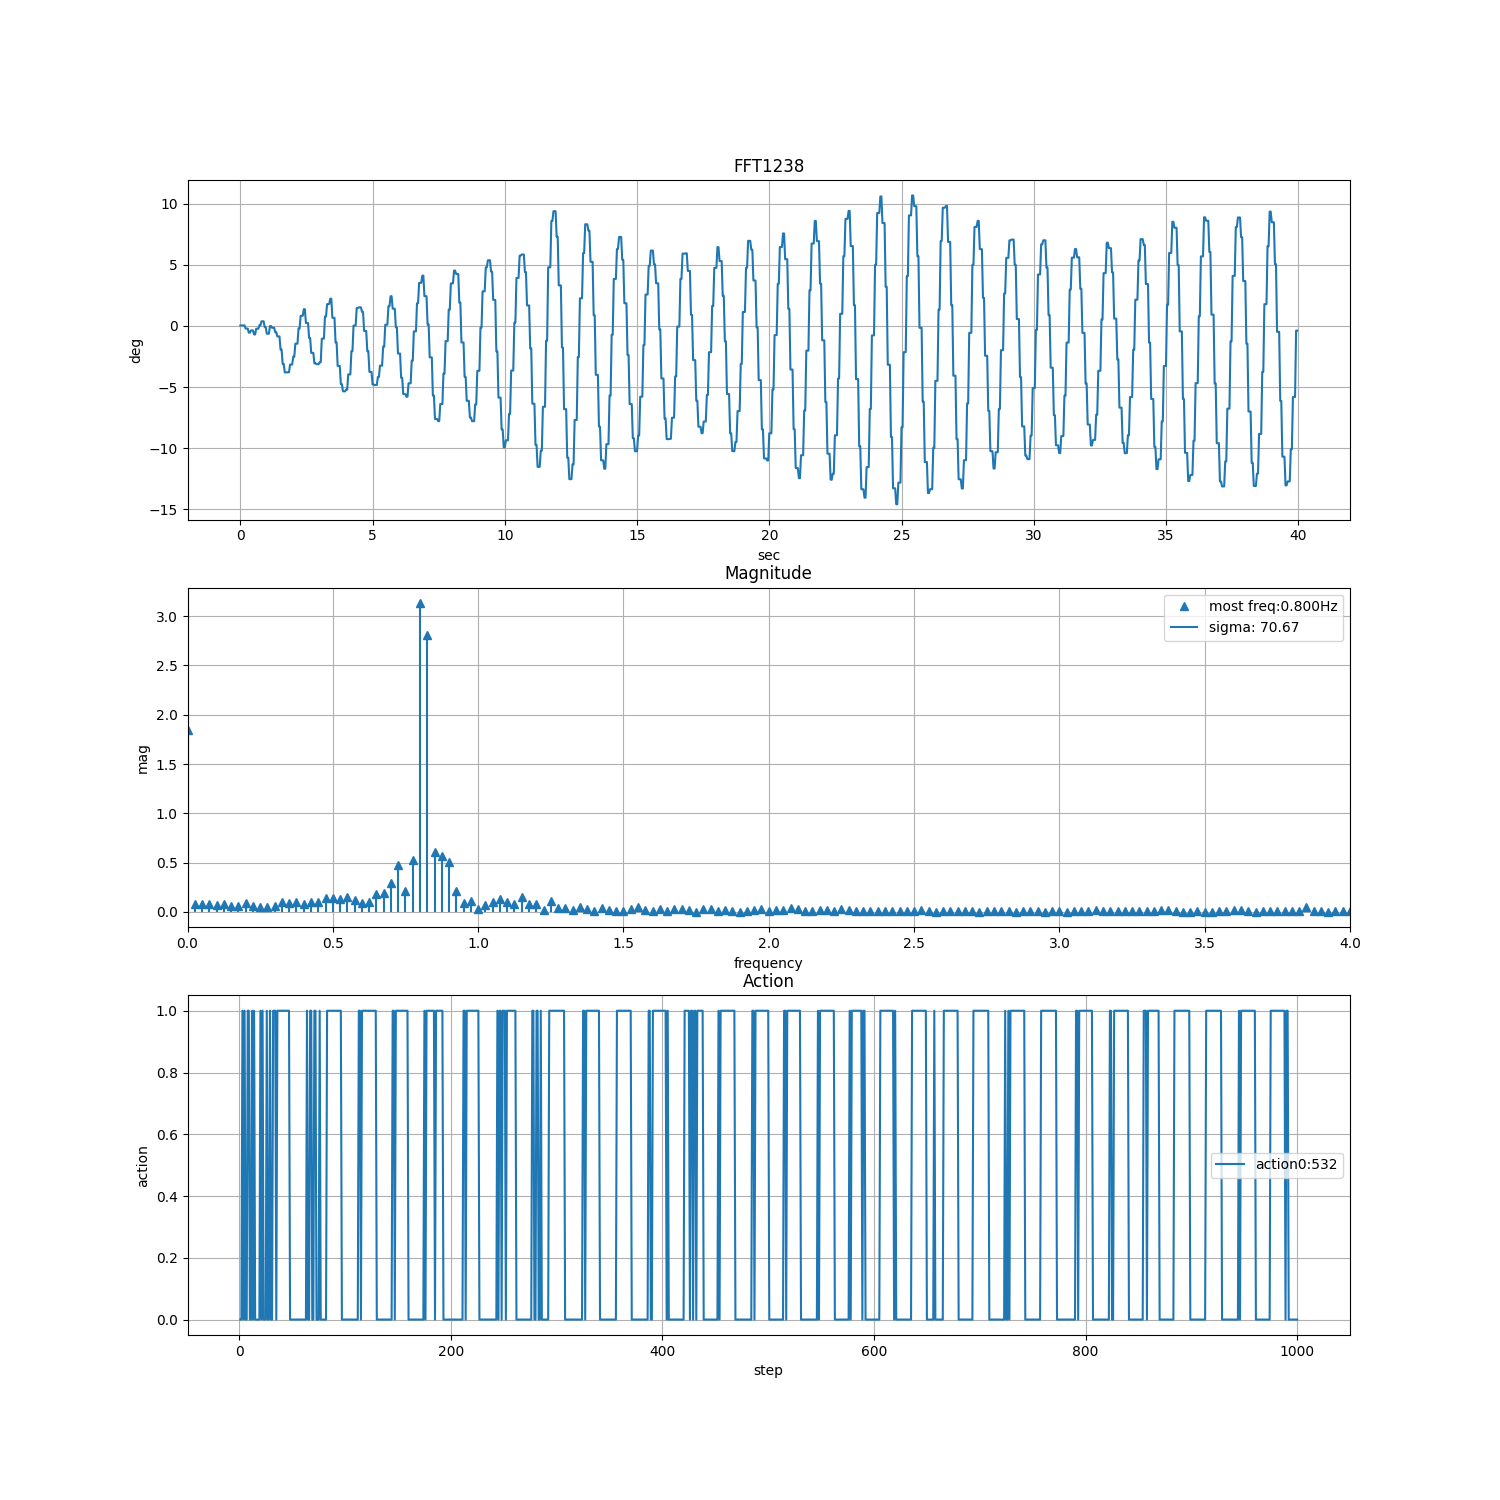 FFT1238
10
5
0
−5
−10
−15
deg
0 5 10 15 20 25 30 35 40
sec
Magnitude
3.0
2.5
2.0
1.5
1.0
0.5
0.0
mag
most freq:0.800Hz
sigma: 70.67
0.0 0.5 1.0 1.5 2.0 2.5 3.0 3.5 4.0
frequency
Action
1.0
0.8
0.6
0.4
0.2
0.0
action
action0:532
0 200 400 600 800 1000
step